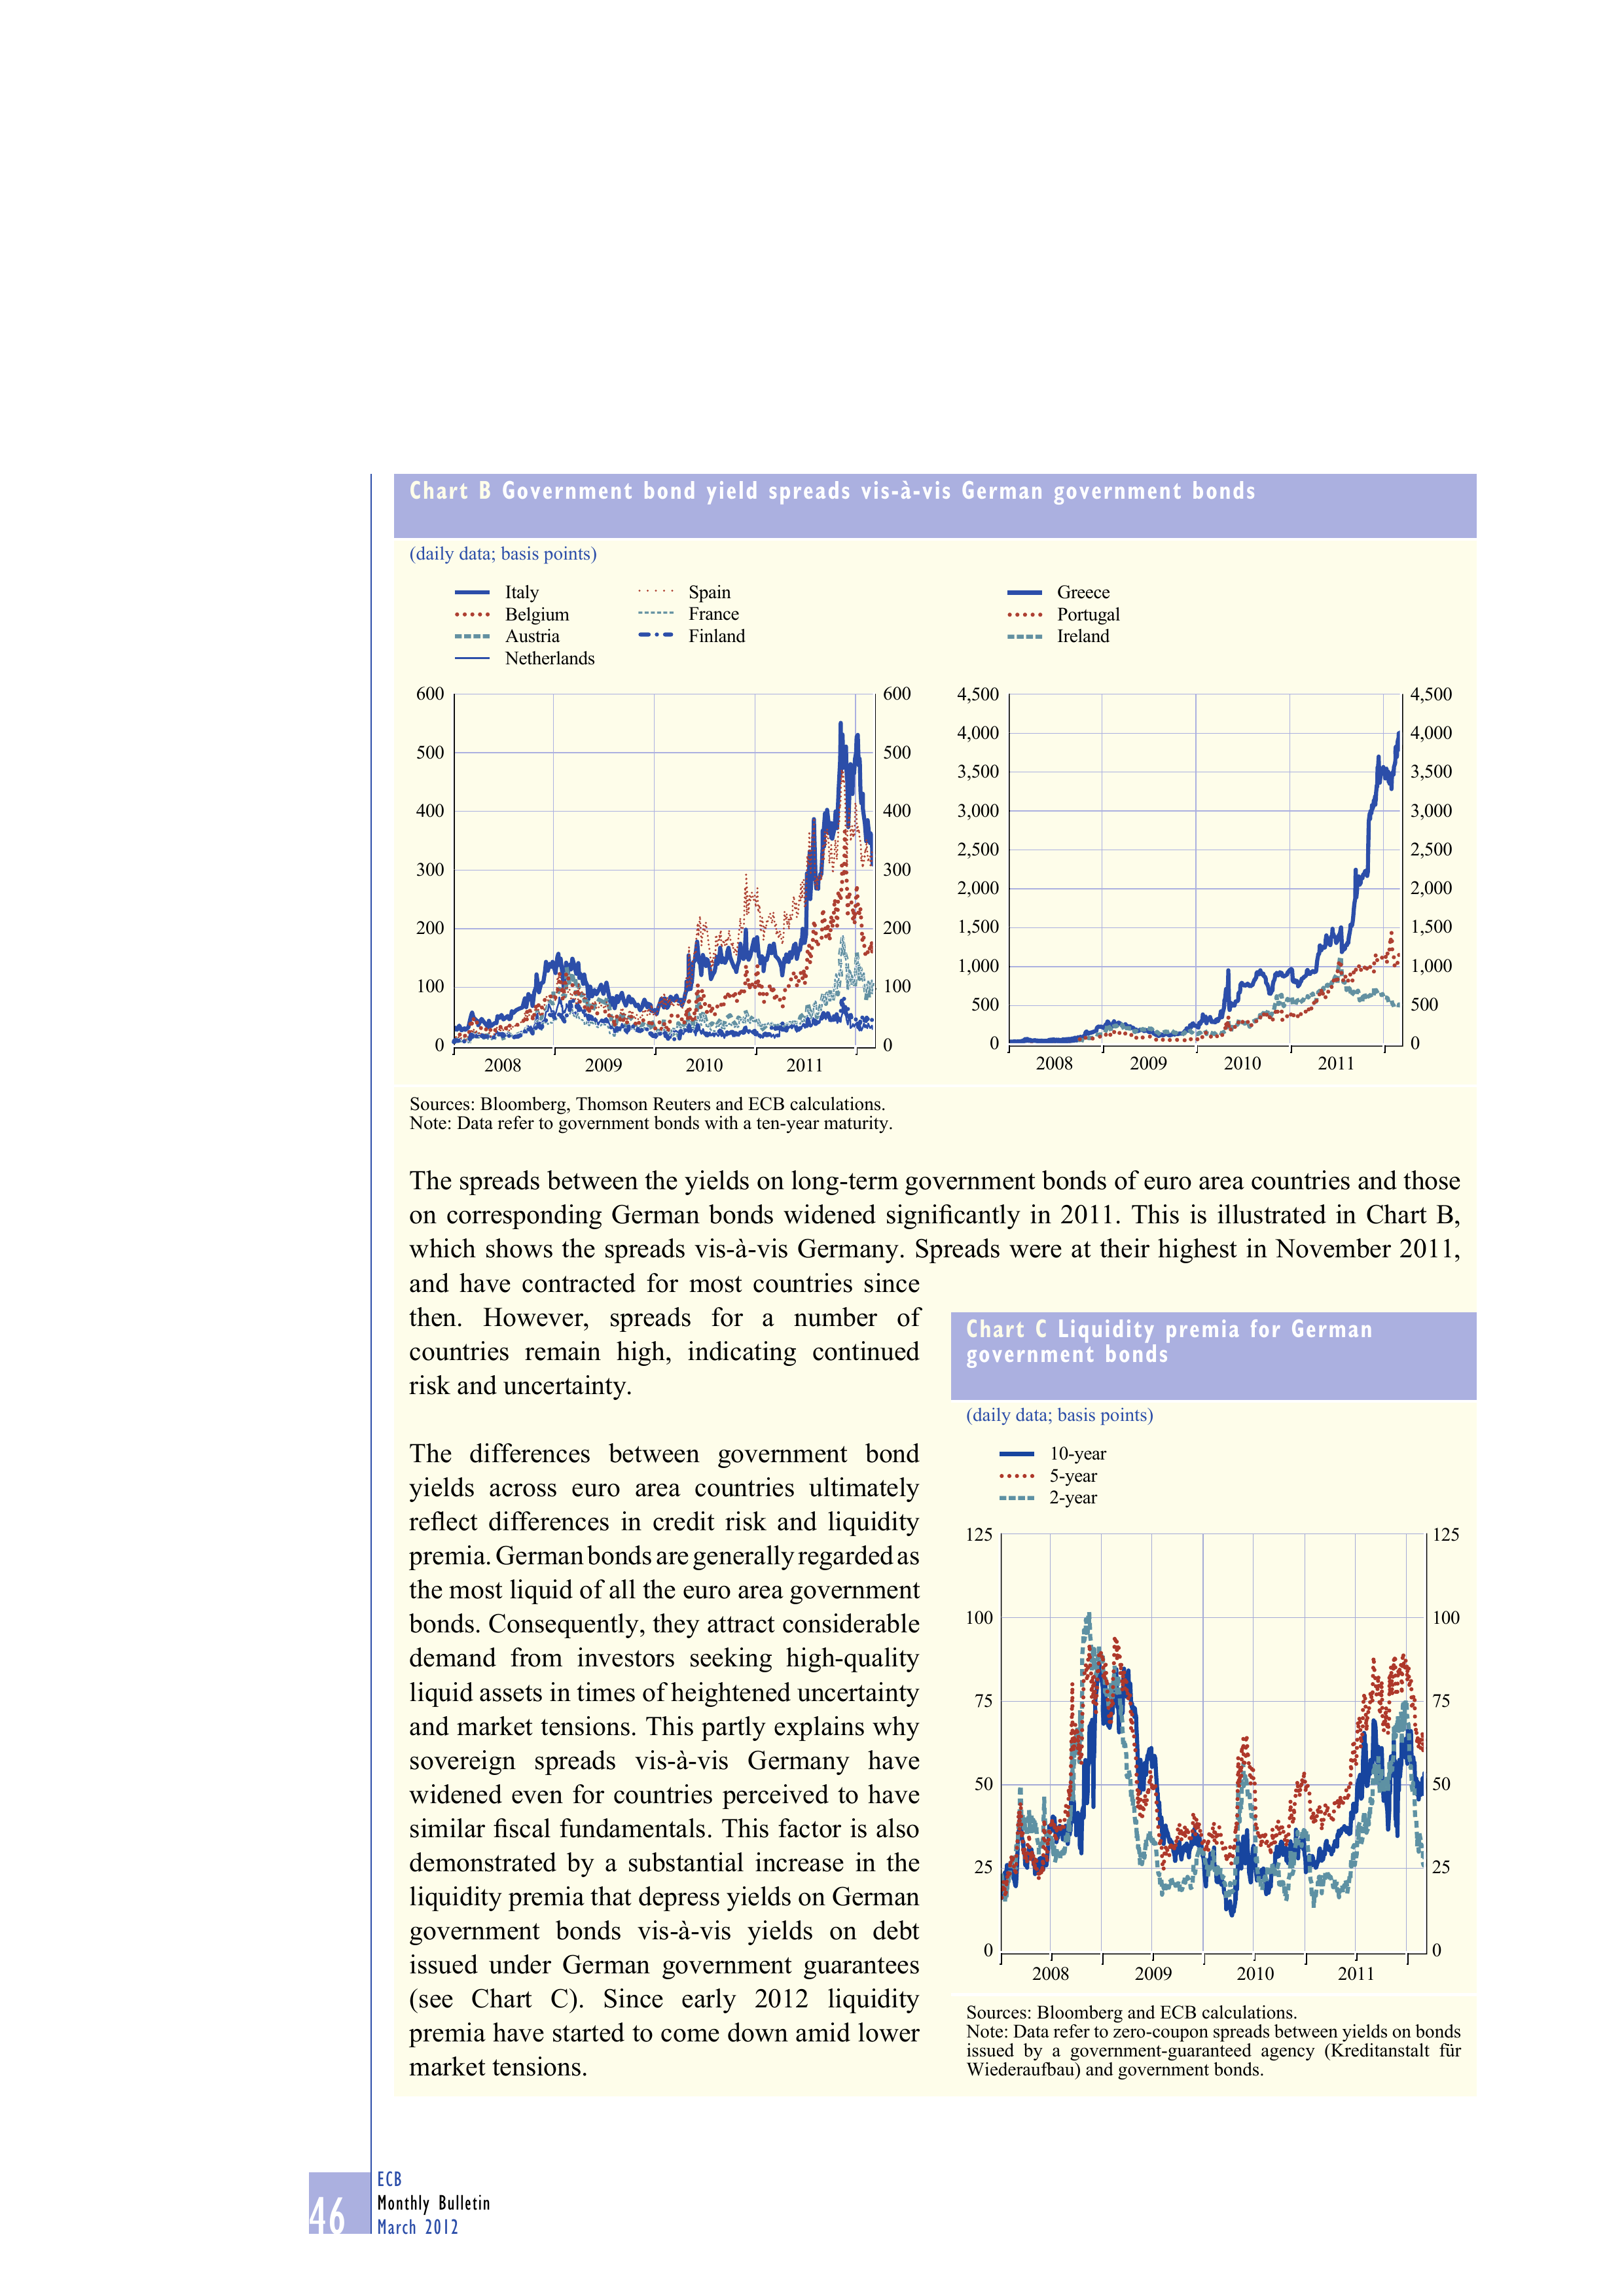 Chart B Government bond yield spreads vis-à-vis German government bonds
(daily data; basis points)
Italy
Belgium
Austria
Netherlands
Spain
France
Finland
Greece
Portugal
Ireland
600 600
500 500
400 400
300 300
200 200
100 100
0 0
2008 2009 2010 2011
4,500 4,500
4,000 4,000
3,500 3,500
3,000 3,000
2,500 2,500
2,000 2,000
1,500 1,500
1,000 1,000
500 500
0 0
2008 2009 2010 2011
Sources: Bloomberg, Thomson Reuters and ECB calculations.
Note: Data refer to government bonds with a ten-year maturity.
The spreads between the yields on long-term government bonds of euro area countries and those
on corresponding German bonds widened significantly in 2011. This is illustrated in Chart B,
which shows the spreads vis-à-vis Germany. Spreads were at their highest in November 2011,
and have contracted for most countries since
then. However, spreads for a number of
countries remain high, indicating continued
risk and uncertainty.
The differences between government bond
yields across euro area countries ultimately
reflect differences in credit risk and liquidity
premia. German bonds are generally regarded as
the most liquid of all the euro area government
bonds. Consequently, they attract considerable
demand from investors seeking high-quality
liquid assets in times of heightened uncertainty
and market tensions. This partly explains why
sovereign spreads vis-à-vis Germany have
widened even for countries perceived to have
similar fiscal fundamentals. This factor is also
demonstrated by a substantial increase in the
liquidity premia that depress yields on German
government bonds vis-à-vis yields on debt
issued under German government guarantees
(see Chart C). Since early 2012 liquidity
premia have started to come down amid lower
market tensions.
Chart C Liquidity premia for German
government bonds
(daily data; basis points)
10-year
5-year
2-year
125 125
100 100
75 75
50 50
25 25
0 0
2008 2009 2010 2011
Sources: Bloomberg and ECB calculations.
Note: Data refer to zero-coupon spreads between yields on bonds
issued by a government-guaranteed agency (Kreditanstalt für
Wiederaufbau) and government bonds.
46
ECB
Monthly Bulletin
March 2012